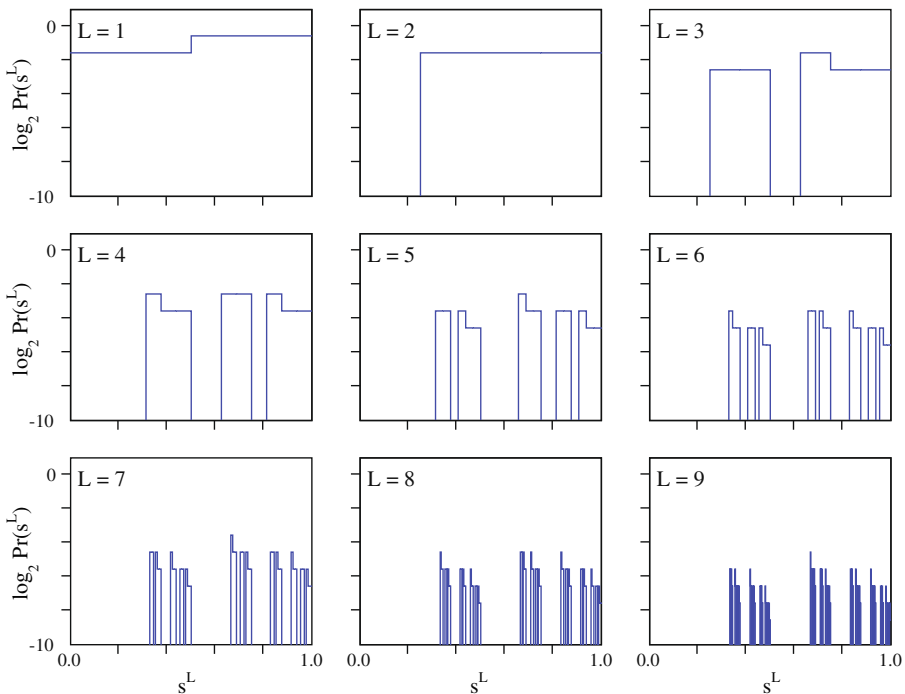 0
L = 1
L = 2
L = 3
log₂ Pr(sᴸ)
-10
0
L = 4
L = 5
L = 6
log₂ Pr(sᴸ)
-10
0
L = 7
L = 8
L = 9
log₂ Pr(sᴸ)
-10
0.0 1.0 0.0 1.0 0.0 1.0
sᴸ sᴸ sᴸ